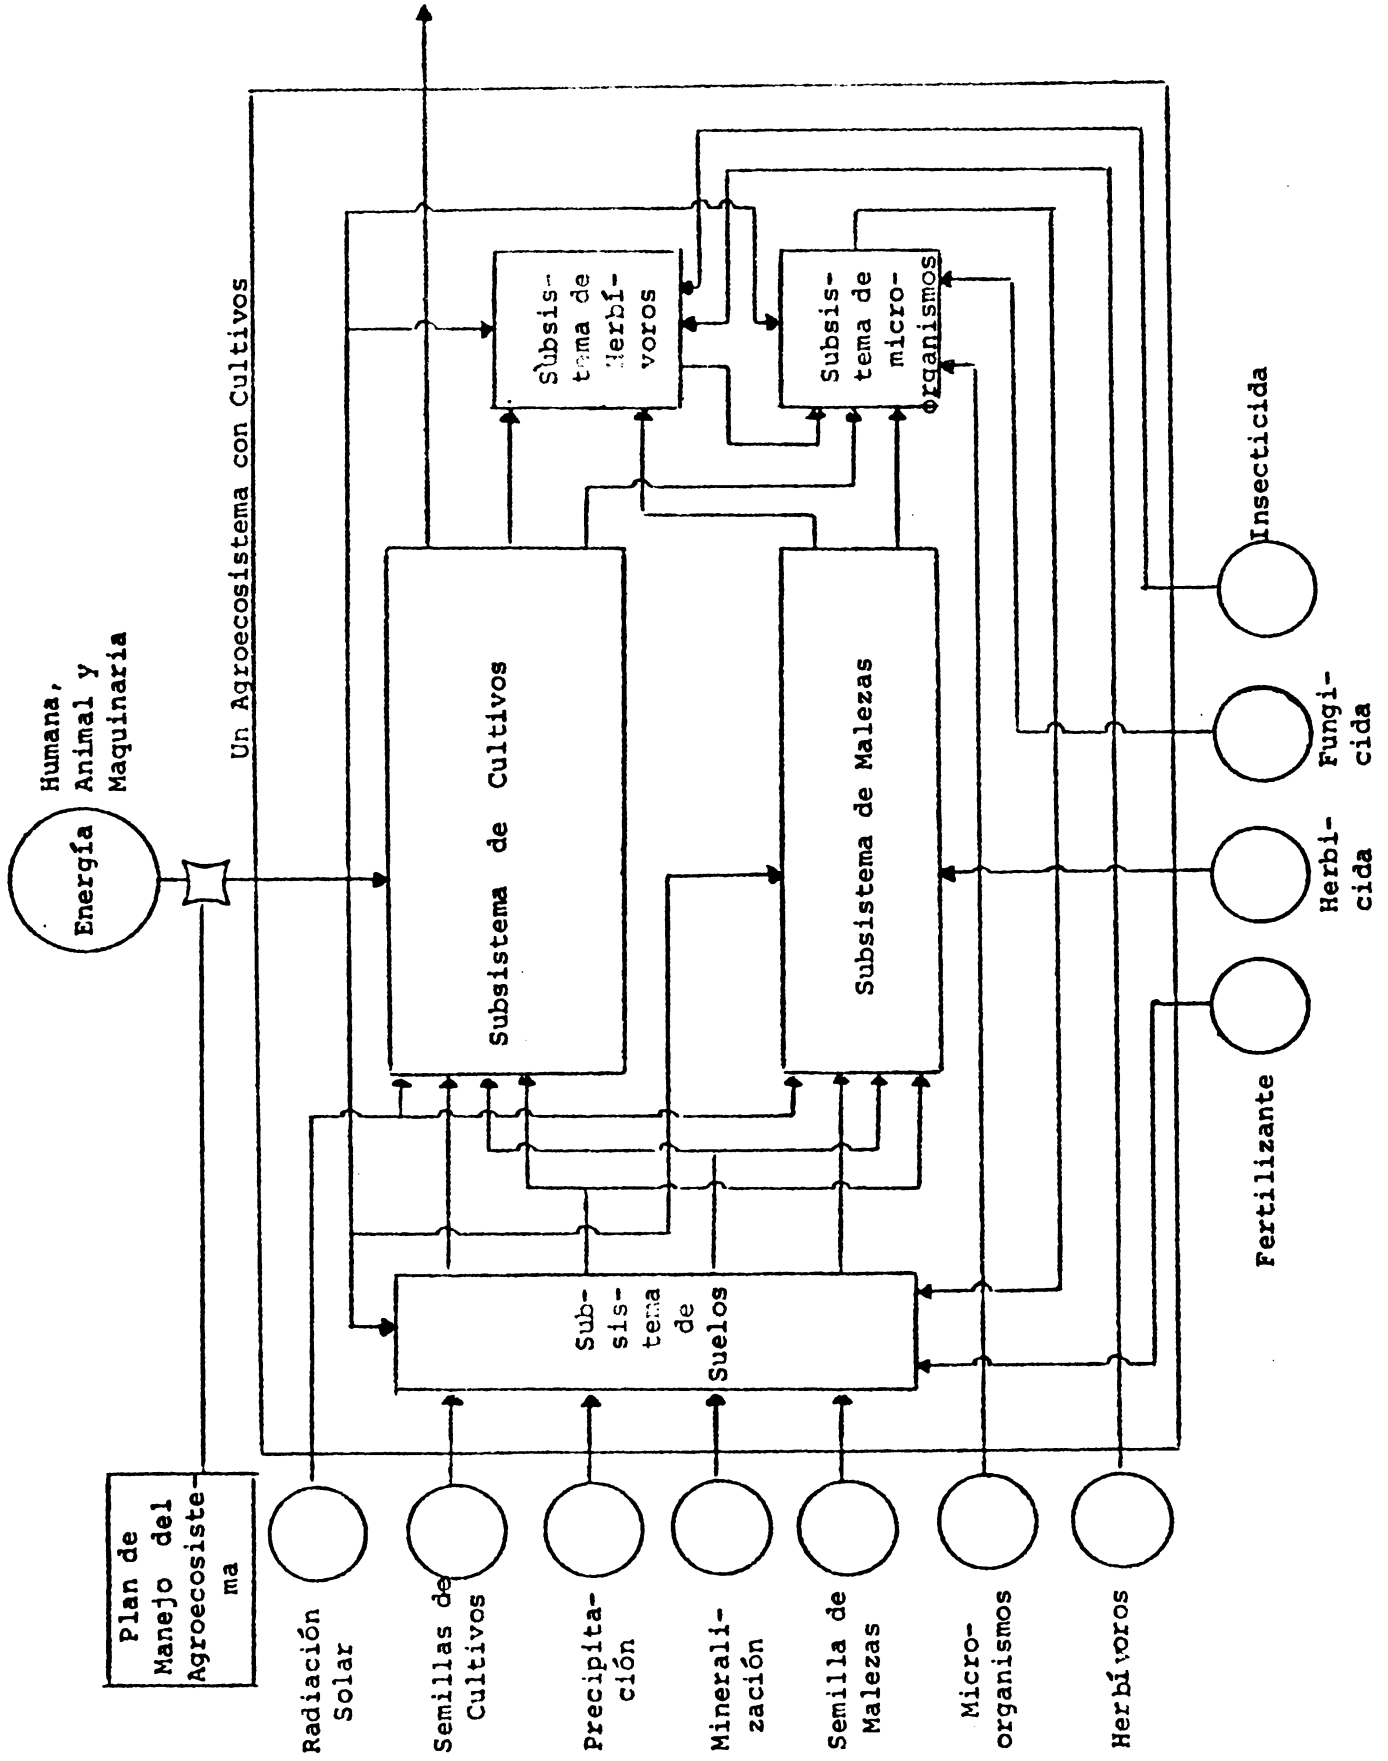 Humana,
Animal y
Maquinaria
Energía
Plan de
Manejo del
Agroecosiste-
ma
Un Agroecosistema con Cultivos
Radiación
Solar
Semillas de
Cultivos
Precipita-
ción
Minerali-
zación
Semilla de
Malezas
Micro-
organismos
Herbívoros
Sub-
sis-
tema
de
Suelos
Subsistema de Cultivos
Subsistema de Malezas
Subsis-
tema de
Herbí-
voros
Subsis-
tema de
micro-
organismos
Fertilizante
Herbi-
cida
Fungi-
cida
Insecticida